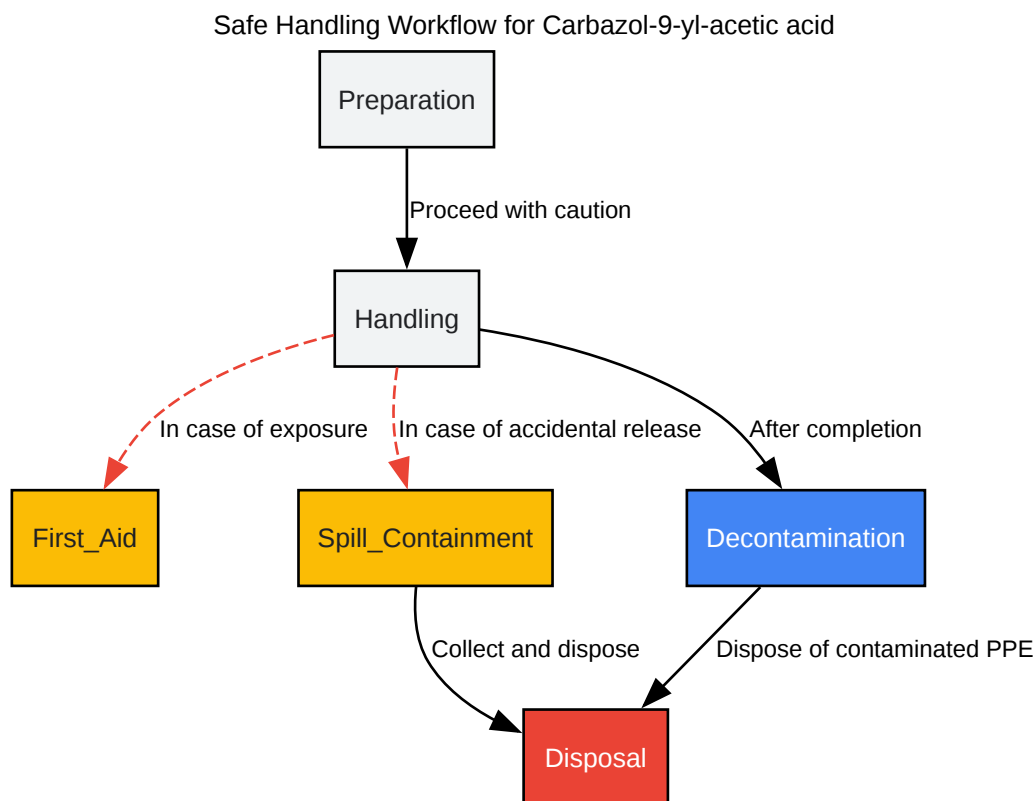 Safe Handling Workflow for Carbazol-9-yl-acetic acid
Preparation
Proceed with caution
Handling
In case of exposure
In case of accidental release
After completion
First_Aid
Spill_Containment
Decontamination
Collect and dispose
Dispose of contaminated PPE
Disposal